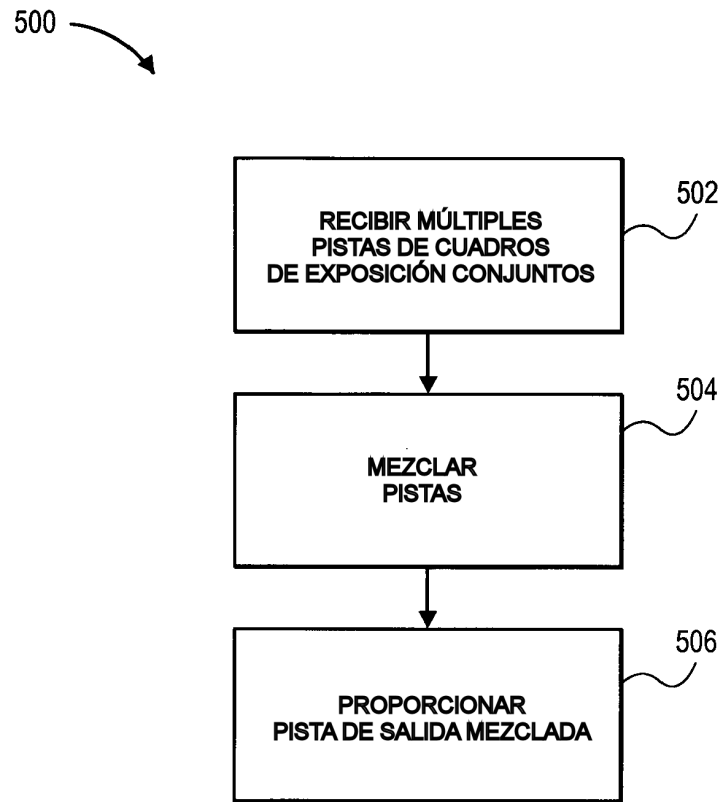 500
502
RECIBIR MÚLTIPLES
PISTAS DE CUADROS
DE EXPOSICIÓN CONJUNTOS
504
MEZCLAR
PISTAS
506
PROPORCIONAR
PISTA DE SALIDA MEZCLADA